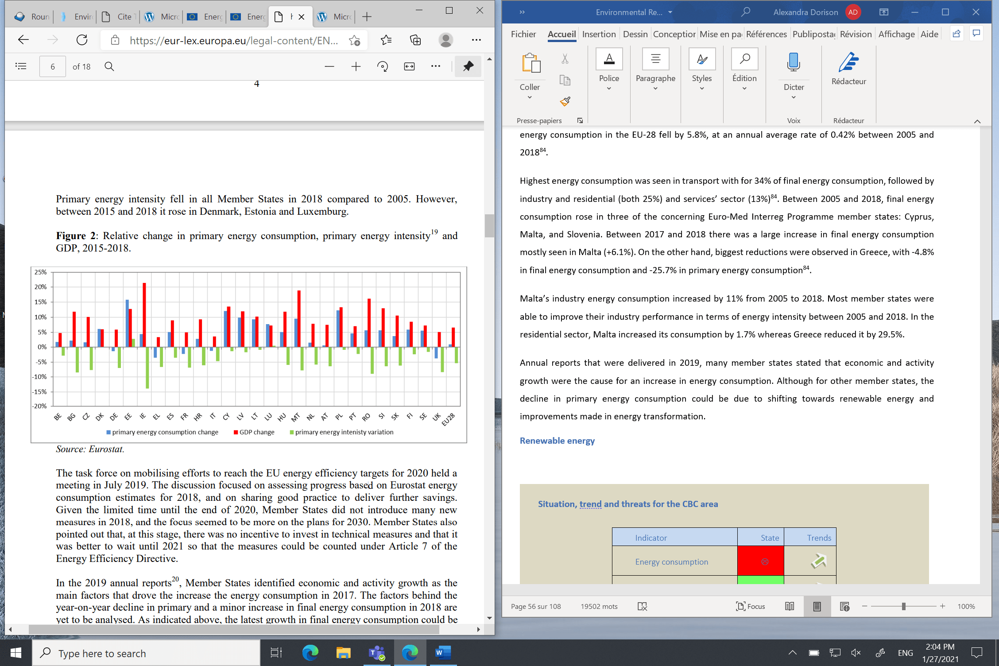 Roun
Envir
Cite T
Micro
Energ
Energ
h
Micro
https://eur-lex.europa.eu/legal-content/EN...
6
of 18
4
Primary energy intensity fell in all Member States in 2018 compared to 2005. However,
between 2015 and 2018 it rose in Denmark, Estonia and Luxemburg.
Figure 2: Relative change in primary energy consumption, primary energy intensity19 and
GDP, 2015-2018.
25%
20%
15%
10%
5%
0%
-5%
-10%
-15%
-20%
BE BG CZ DK DE EE IE EL ES FR HR IT CY LV LT LU HU MT NL AT PL PT RO SI SK FI SE UK EU28
primary energy consumption change GDP change primary energy intenisty variation
Source: Eurostat.
The task force on mobilising efforts to reach the EU energy efficiency targets for 2020 held a
meeting in July 2019. The discussion focused on assessing progress based on Eurostat energy
consumption estimates for 2018, and on sharing good practice to deliver further savings.
Given the limited time until the end of 2020, Member States did not introduce many new
measures in 2018, and the focus seemed to be more on the plans for 2030. Member States also
pointed out that, at this stage, there was no incentive to invest in technical measures and that it
was better to wait until 2021 so that the measures could be counted under Article 7 of the
Energy Efficiency Directive.
In the 2019 annual reports20, Member States identified economic and activity growth as the
main factors that drove the increase the energy consumption in 2017. The factors behind the
year-on-year decline in primary and a minor increase in final energy consumption in 2018 are
yet to be analysed. As indicated above, the latest growth in final energy consumption could be
Environmental Re...
Alexandra Dorison
AD
Fichier Accueil Insertion Dessin Conception Mise en pa Références Publiposta Révision Affichage Aide
Coller
Police
Paragraphe
Styles
Édition
Dicter
Rédacteur
Presse-papiers
Voix
Rédacteur
energy consumption in the EU-28 fell by 5.8%, at an annual average rate of 0.42% between 2005 and
201884.
Highest energy consumption was seen in transport with for 34% of final energy consumption, followed by
industry and residential (both 25%) and services’ sector (13%)84. Between 2005 and 2018, final energy
consumption rose in three of the concerning Euro-Med Interreg Programme member states: Cyprus,
Malta, and Slovenia. Between 2017 and 2018 there was a large increase in final energy consumption
mostly seen in Malta (+6.1%). On the other hand, biggest reductions were observed in Greece, with -4.8%
in final energy consumption and -25.7% in primary energy consumption84.
Malta’s industry energy consumption increased by 11% from 2005 to 2018. Most member states were
able to improve their industry performance in terms of energy intensity between 2005 and 2018. In the
residential sector, Malta increased its consumption by 1.7% whereas Greece reduced it by 29.5%.
Annual reports that were delivered in 2019, many member states stated that economic and activity
growth were the cause for an increase in energy consumption. Although for other member states, the
decline in primary energy consumption could be due to shifting towards renewable energy and
improvements made in energy transformation.
Renewable energy
Situation, trend and threats for the CBC area
Indicator State Trends
Energy consumption
Page 56 sur 108
19502 mots
Focus
100%
Type here to search
ENG
2:04 PM
1/27/2021